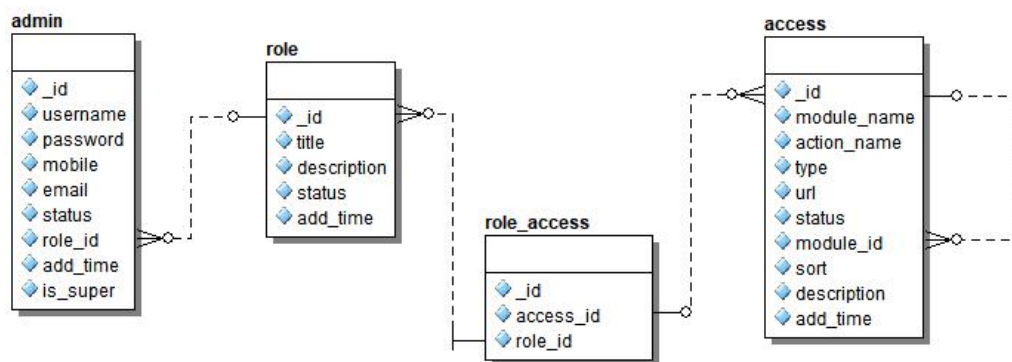 admin
_id
username
password
mobile
email
status
role_id
add_time
is_super
role
_id
title
description
status
add_time
role_access
_id
access_id
role_id
access
_id
module_name
action_name
type
url
status
module_id
sort
description
add_time